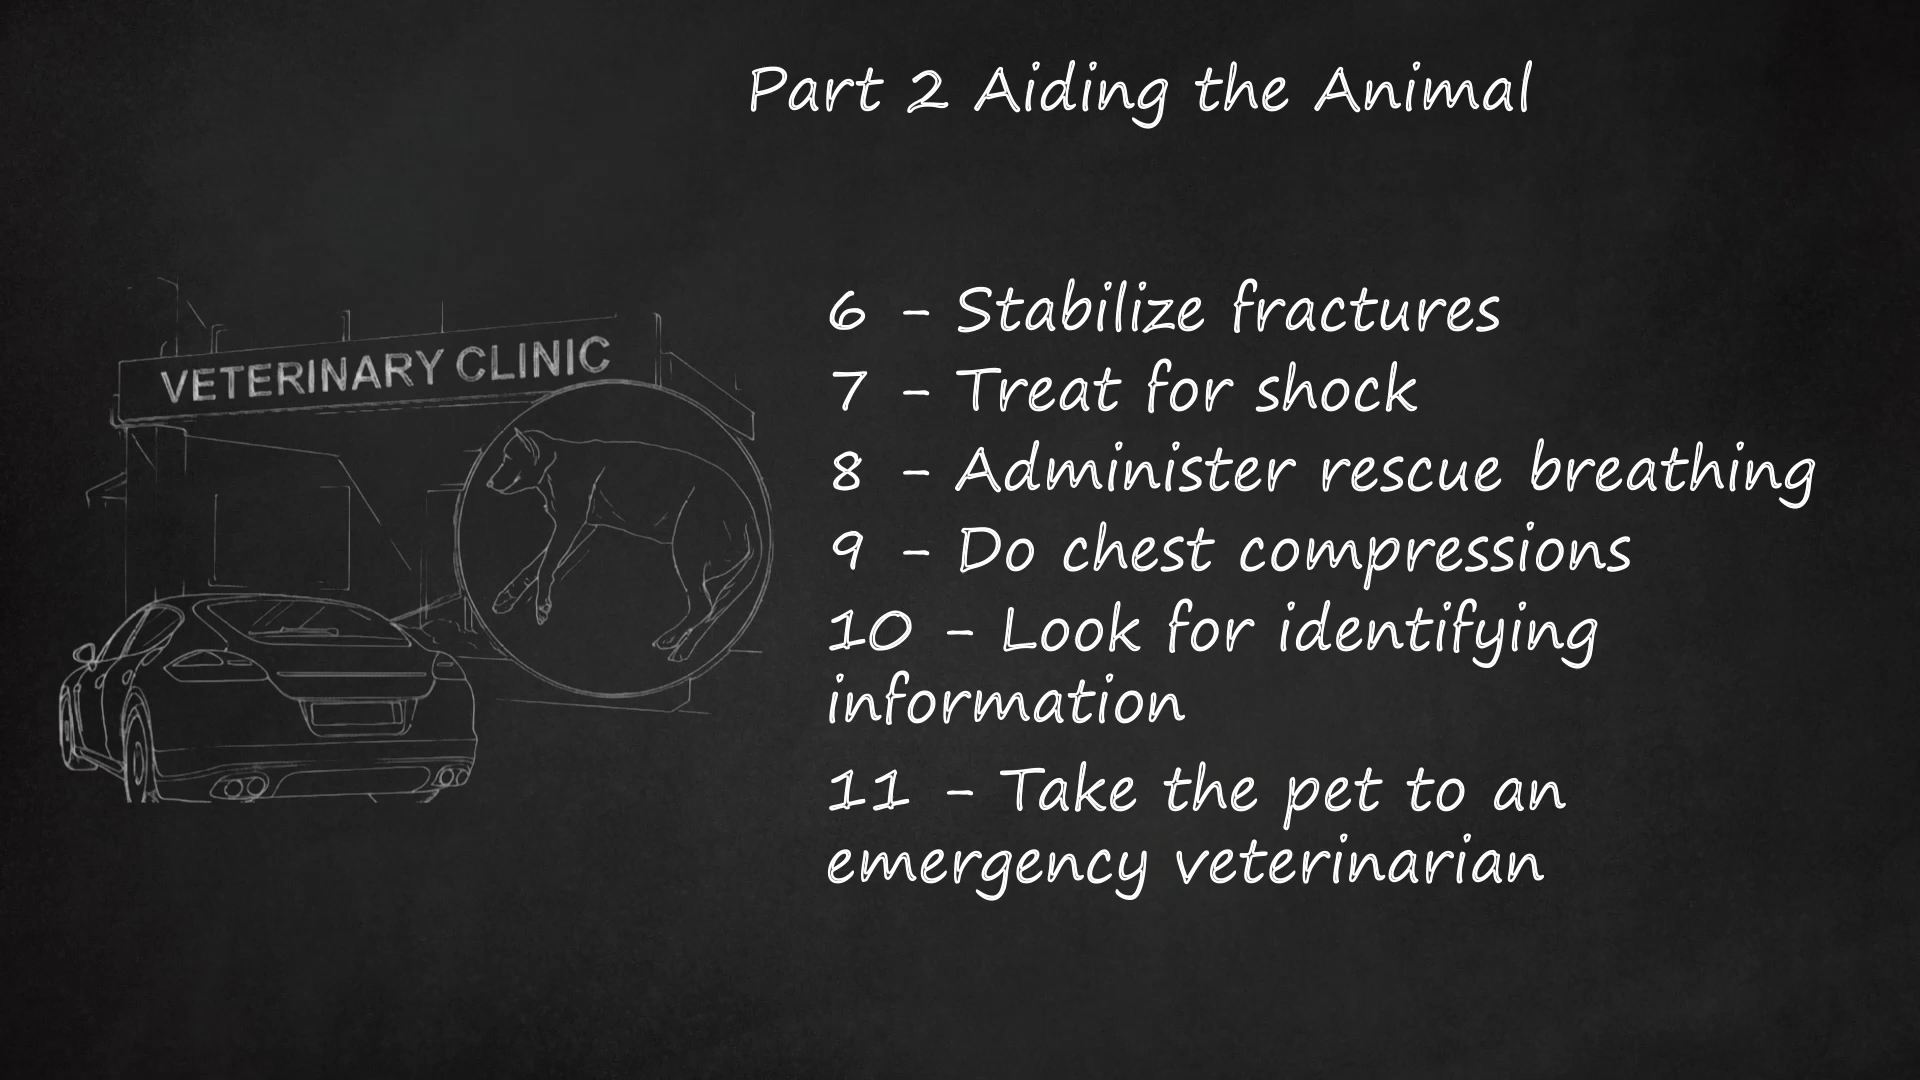 Part 2 Aiding the Animal
VETERINARY CLINIC
6 - Stabilize fractures
7 - Treat for shock
8 - Administer rescue breathing
9 - Do chest compressions
10 - Look for identifying
information
11 - Take the pet to an
emergency veterinarian